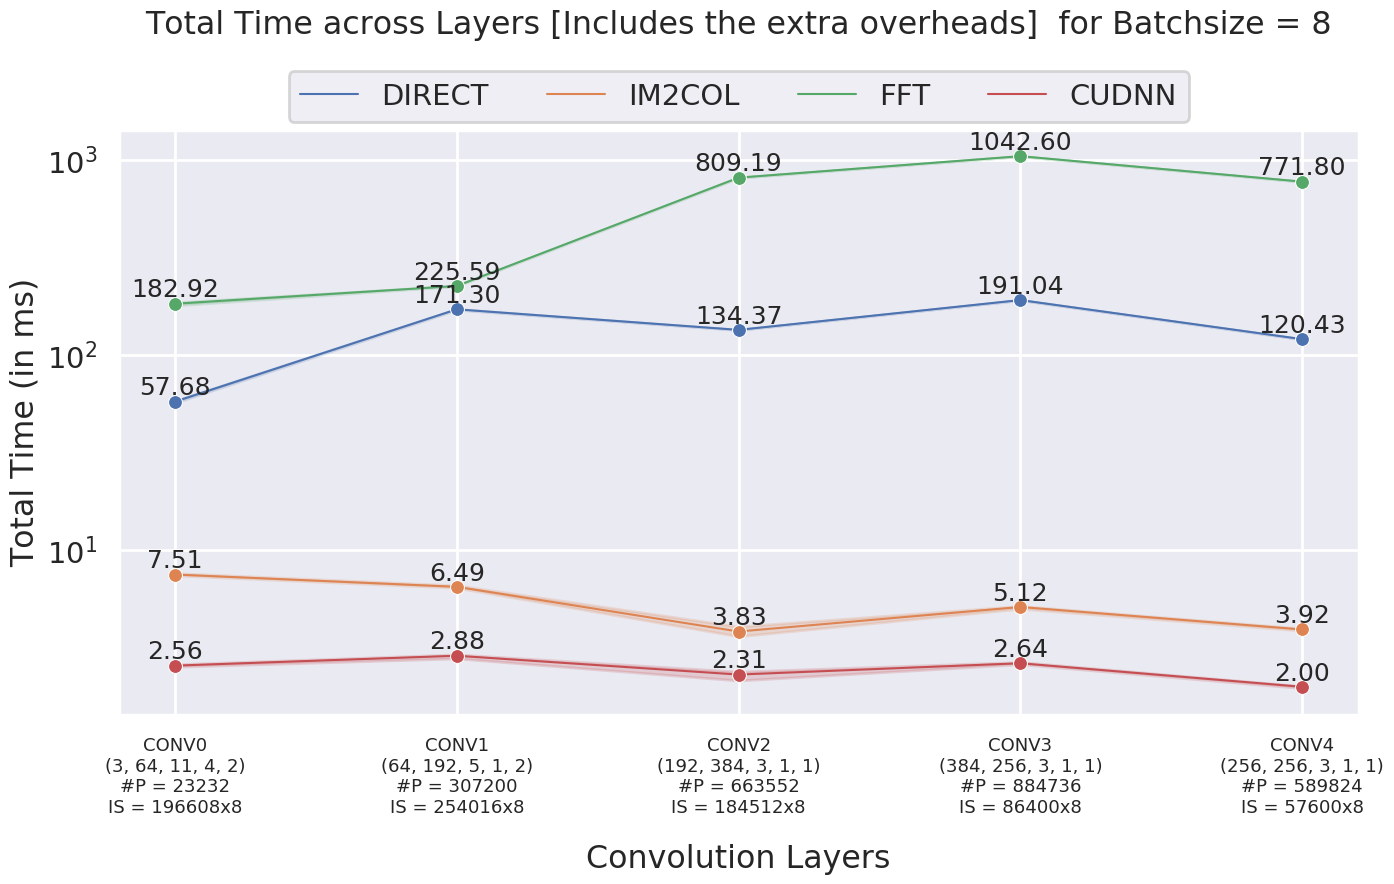 Total Time across Layers [Includes the extra overheads]  for Batchsize = 8
DIRECT IM2COL FFT CUDNN
Total Time (in ms)
10³
10²
10¹
182.92 225.59 809.19 1042.60 771.80
57.68 171.30 134.37 191.04 120.43
7.51 6.49 3.83 5.12 3.92
2.56 2.88 2.31 2.64 2.00
CONV0 CONV1 CONV2 CONV3 CONV4
(3, 64, 11, 4, 2) (64, 192, 5, 1, 2) (192, 384, 3, 1, 1) (384, 256, 3, 1, 1) (256, 256, 3, 1, 1)
#P = 23232 #P = 307200 #P = 663552 #P = 884736 #P = 589824
IS = 196608x8 IS = 254016x8 IS = 184512x8 IS = 86400x8 IS = 57600x8
Convolution Layers